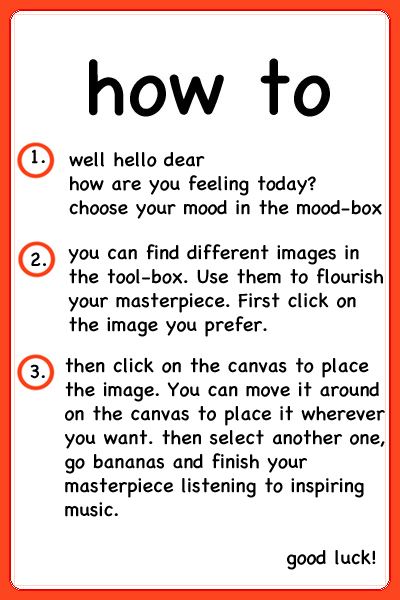 how to
1. well hello dear
how are you feeling today?
choose your mood in the mood-box
2. you can find different images in
the tool-box. Use them to flourish
your masterpiece. First click on
the image you prefer.
3. then click on the canvas to place
the image. You can move it around
on the canvas to place it wherever
you want. then select another one,
go bananas and finish your
masterpiece listening to inspiring
music.
good luck!